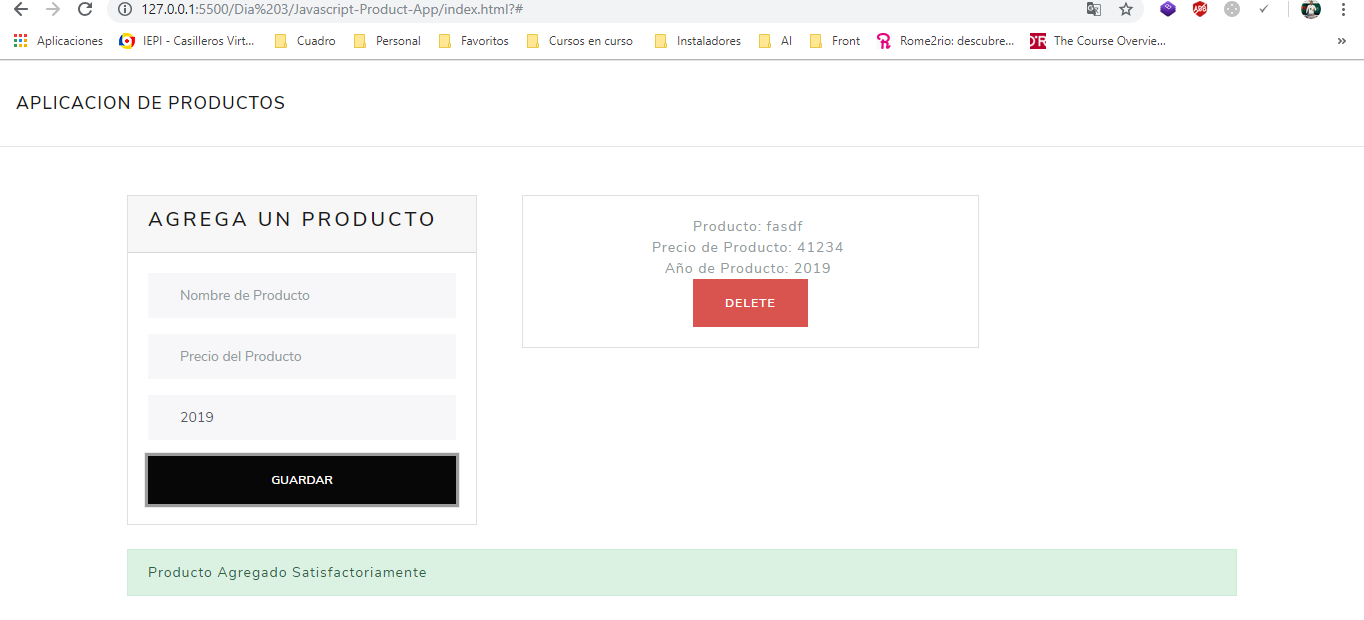 127.0.0.1:5500/Dia%203/Javascript-Product-App/index.html?#
Aplicaciones IEPI - Casilleros Virt... Cuadro Personal Favoritos Cursos en curso Instaladores AI Front Rome2rio: descubre... The Course Overvie... »
APLICACION DE PRODUCTOS
AGREGA UN PRODUCTO
Nombre de Producto
Precio del Producto
2019
GUARDAR
Producto: fasdf
Precio de Producto: 41234
Año de Producto: 2019
DELETE
Producto Agregado Satisfactoriamente